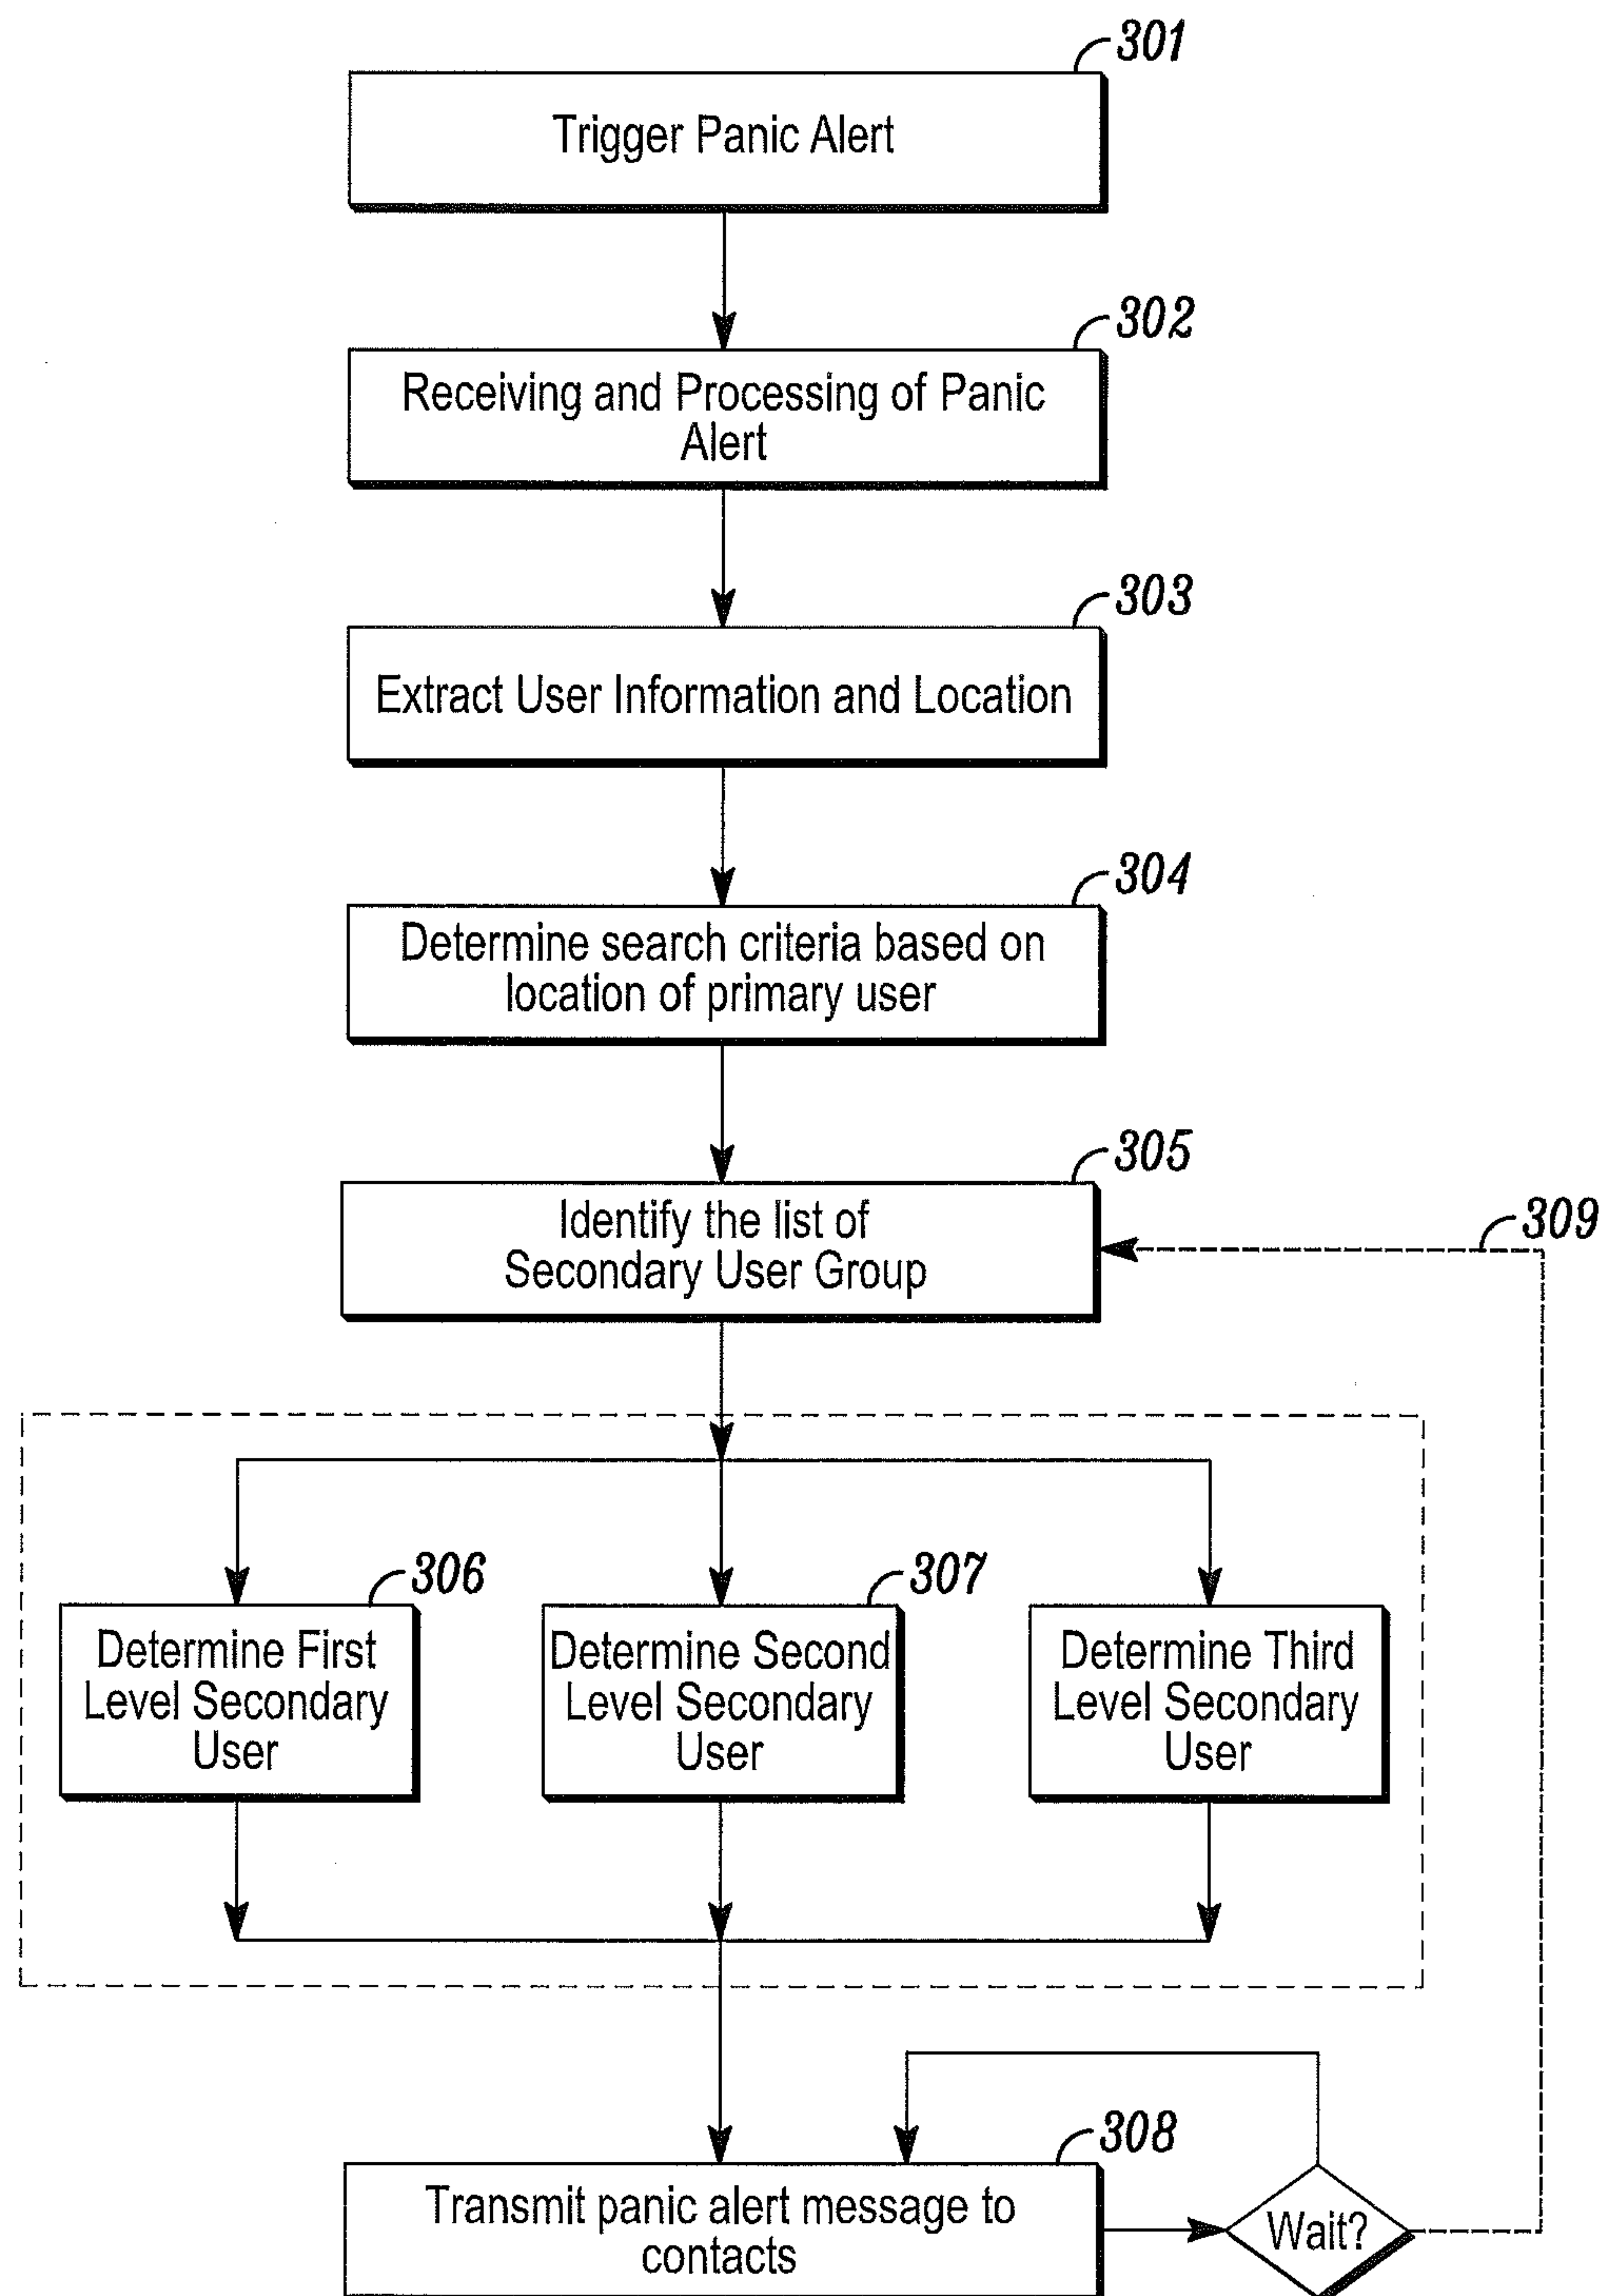 301
Trigger Panic Alert
302
Receiving and Processing of Panic
Alert
303
Extract User Information and Location
304
Determine search criteria based on
location of primary user
305
Identify the list of
Secondary User Group
309
306
Determine First
Level Secondary
User
307
Determine Second
Level Secondary
User
Determine Third
Level Secondary
User
308
Transmit panic alert message to
contacts
Wait?